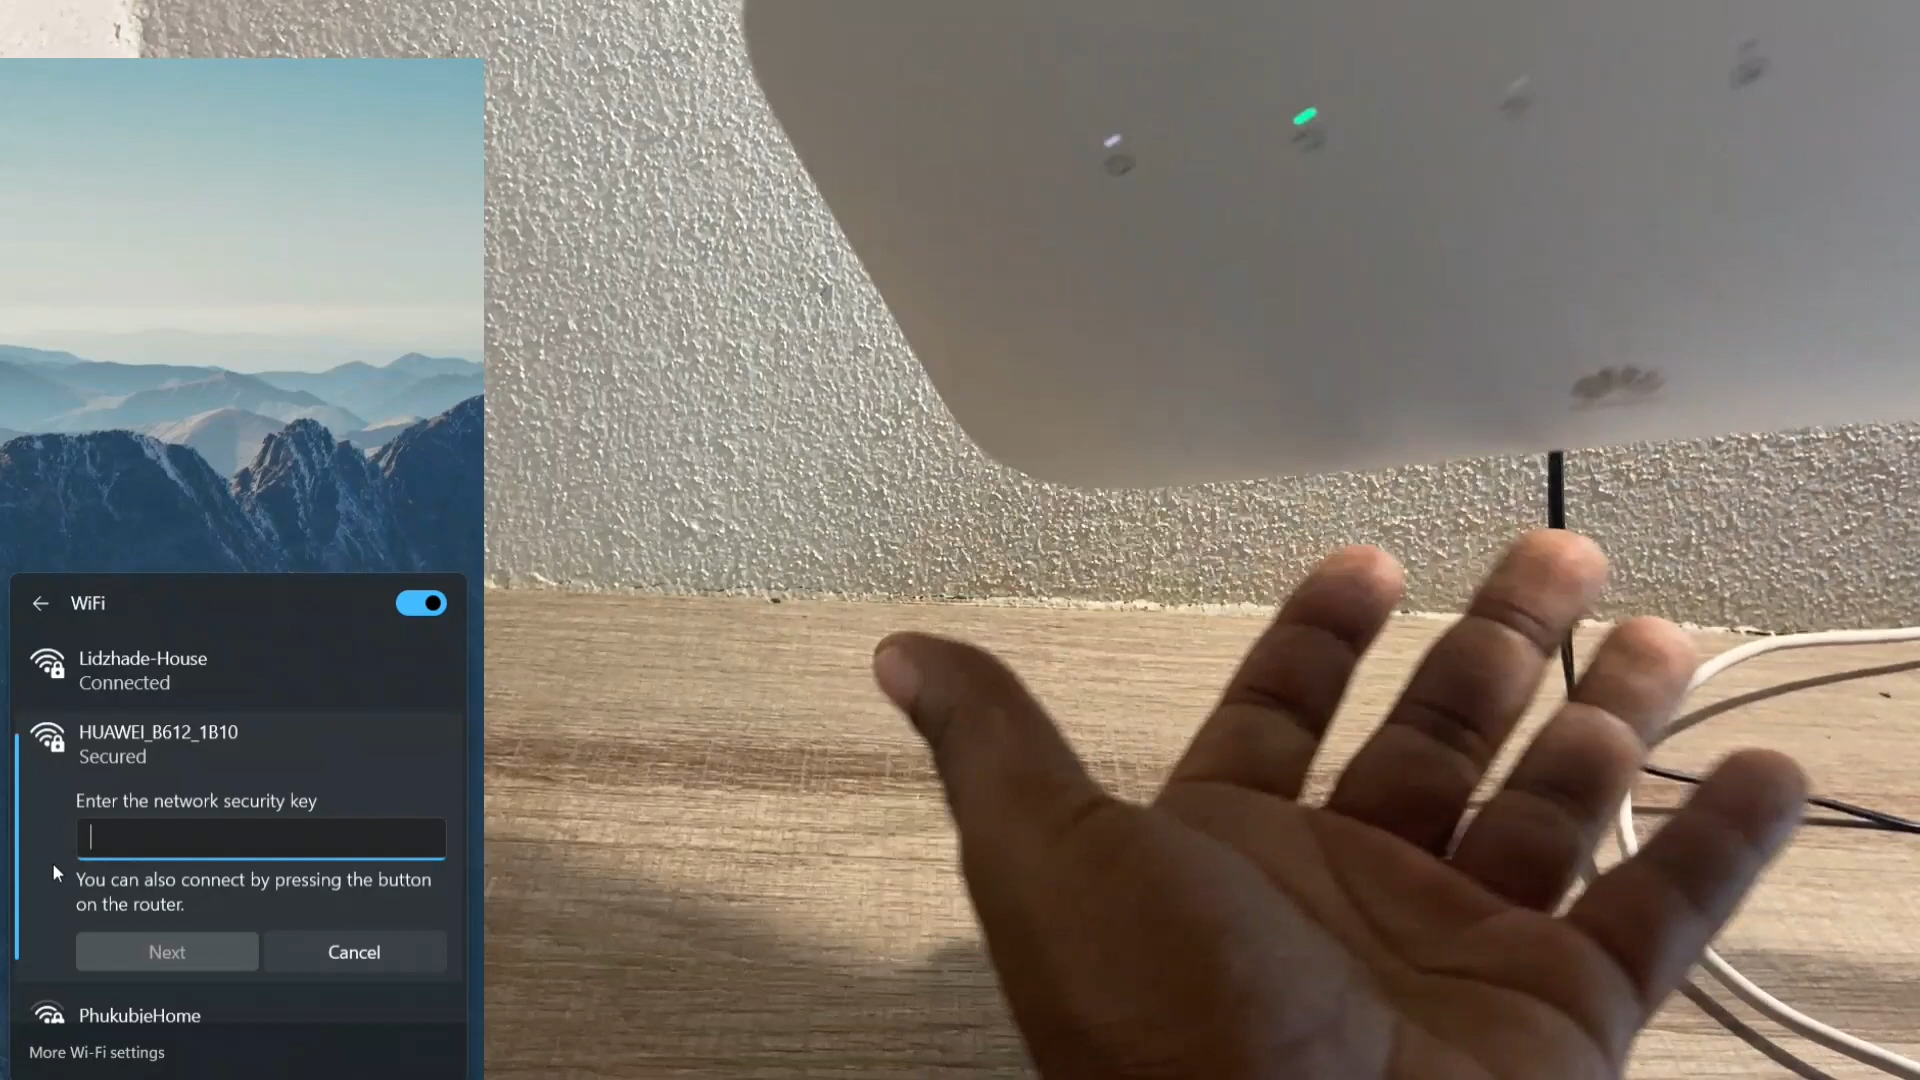 WiFi
Lidzhade-House
Connected
HUAWEI_B612_1B10
Secured
Enter the network security key
You can also connect by pressing the button
on the router.
Next
Cancel
PhukubjeHome
More Wi-Fi settings